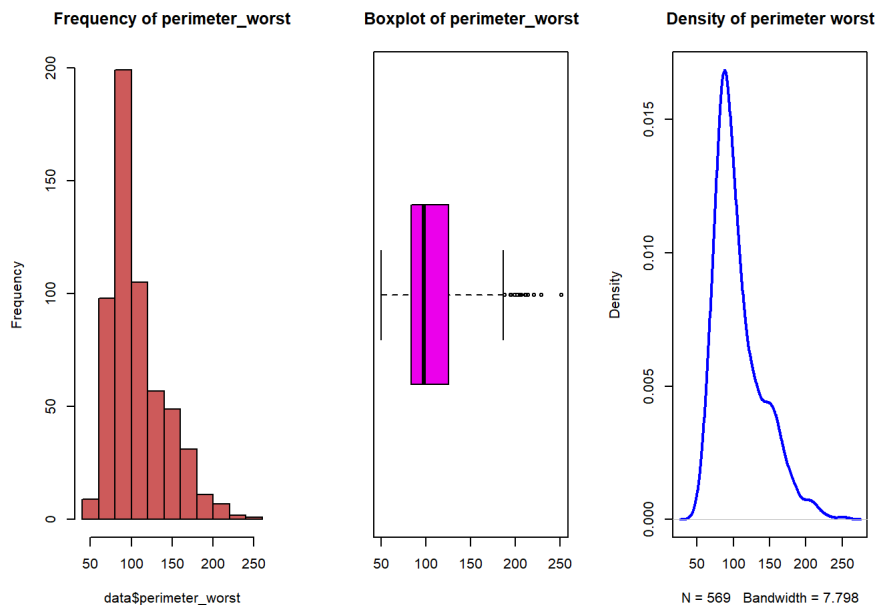 Frequency of perimeter_worst
Frequency
0
50
100
150
200
50 100 150 200 250
data$perimeter_worst
Boxplot of perimeter_worst
50 100 150 200 250
Density of perimeter worst
Density
0.000
0.005
0.010
0.015
50 100 150 200 250
N = 569 Bandwidth = 7.798